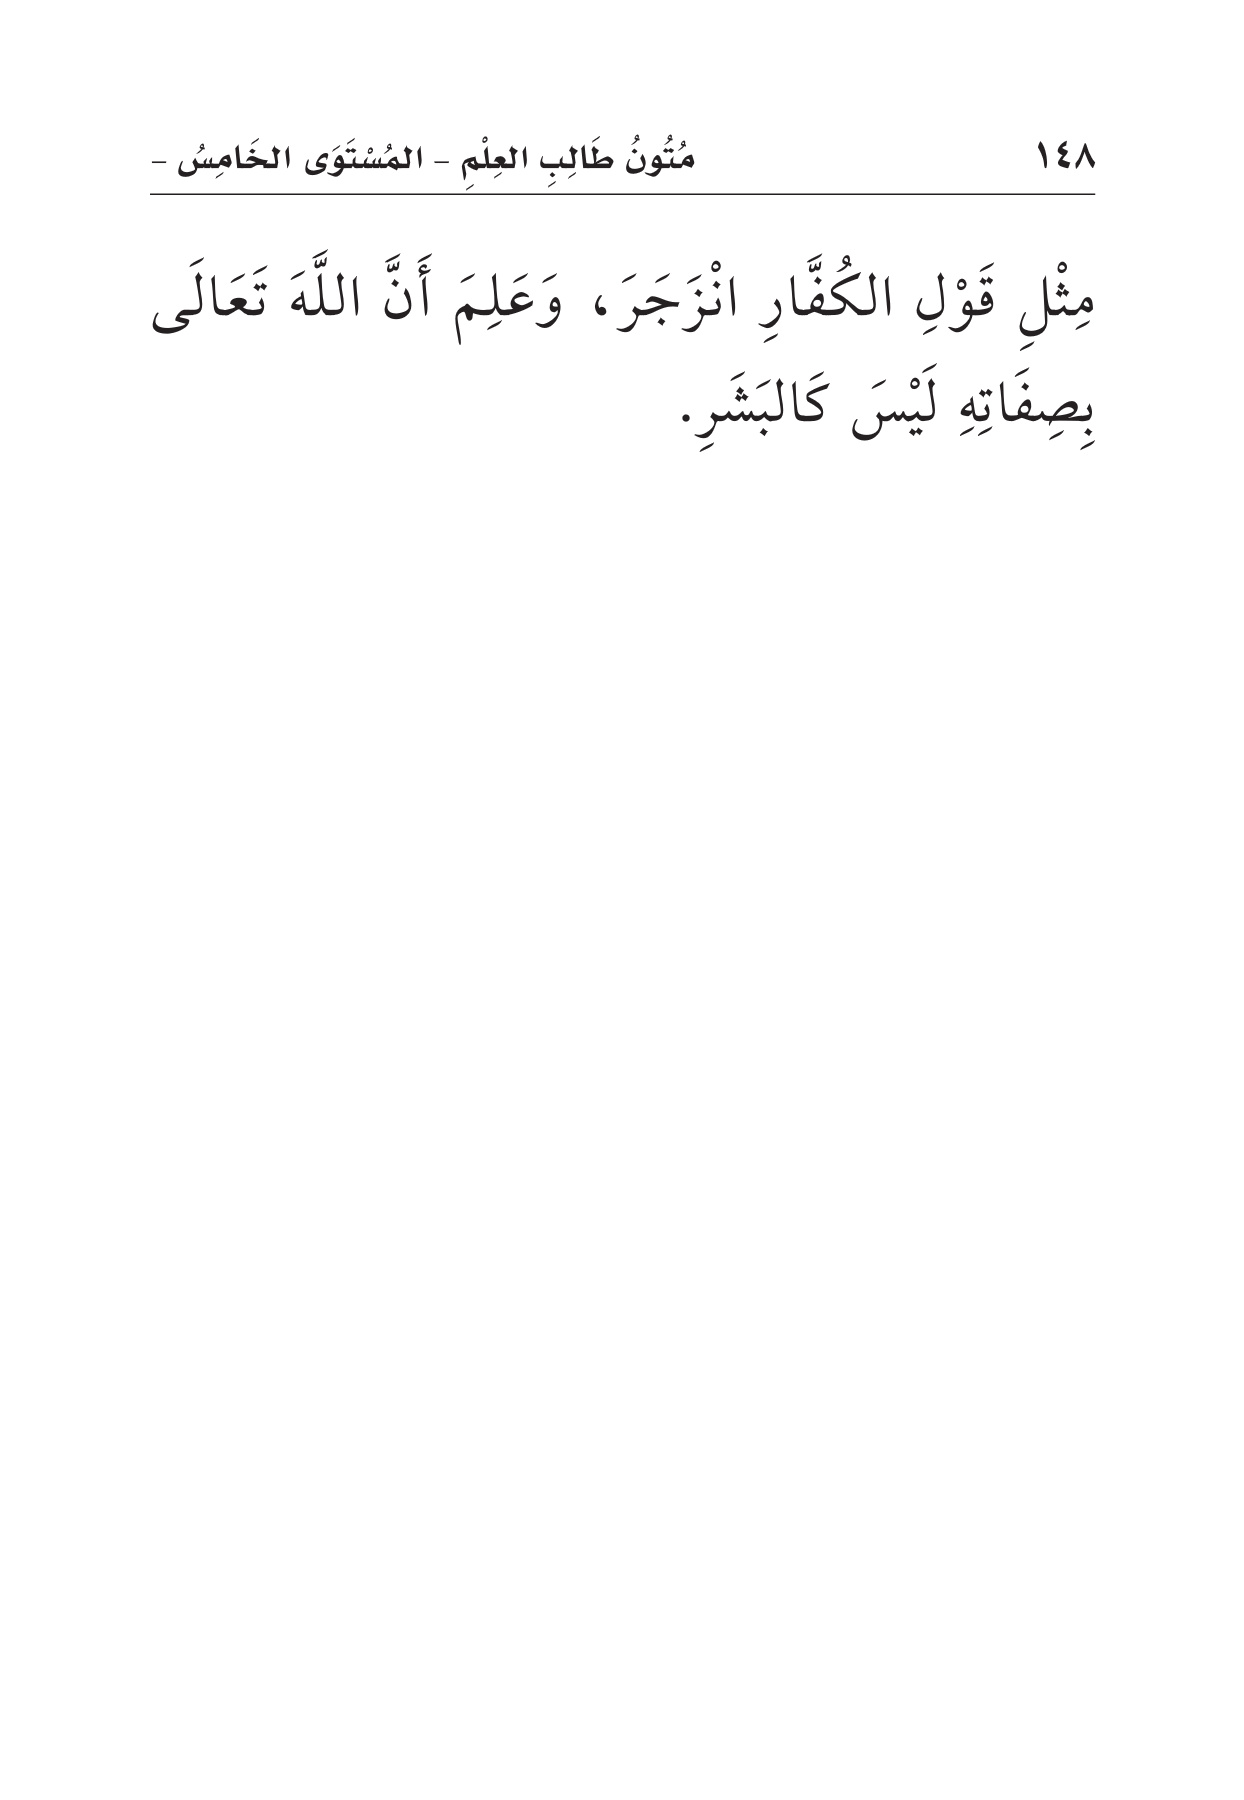 ١٤٨ مُتُونُ طَالِبِ العِلْمِ – المُسْتَوَى الخَامِسُ –
مِثْلِ قَوْلِ الكُفَّارِ انْزَجَرَ، وَعَلِمَ أَنَّ اللَّهَ تَعَالَى
بِصِفَاتِهِ لَيْسَ كَالبَشَرِ.